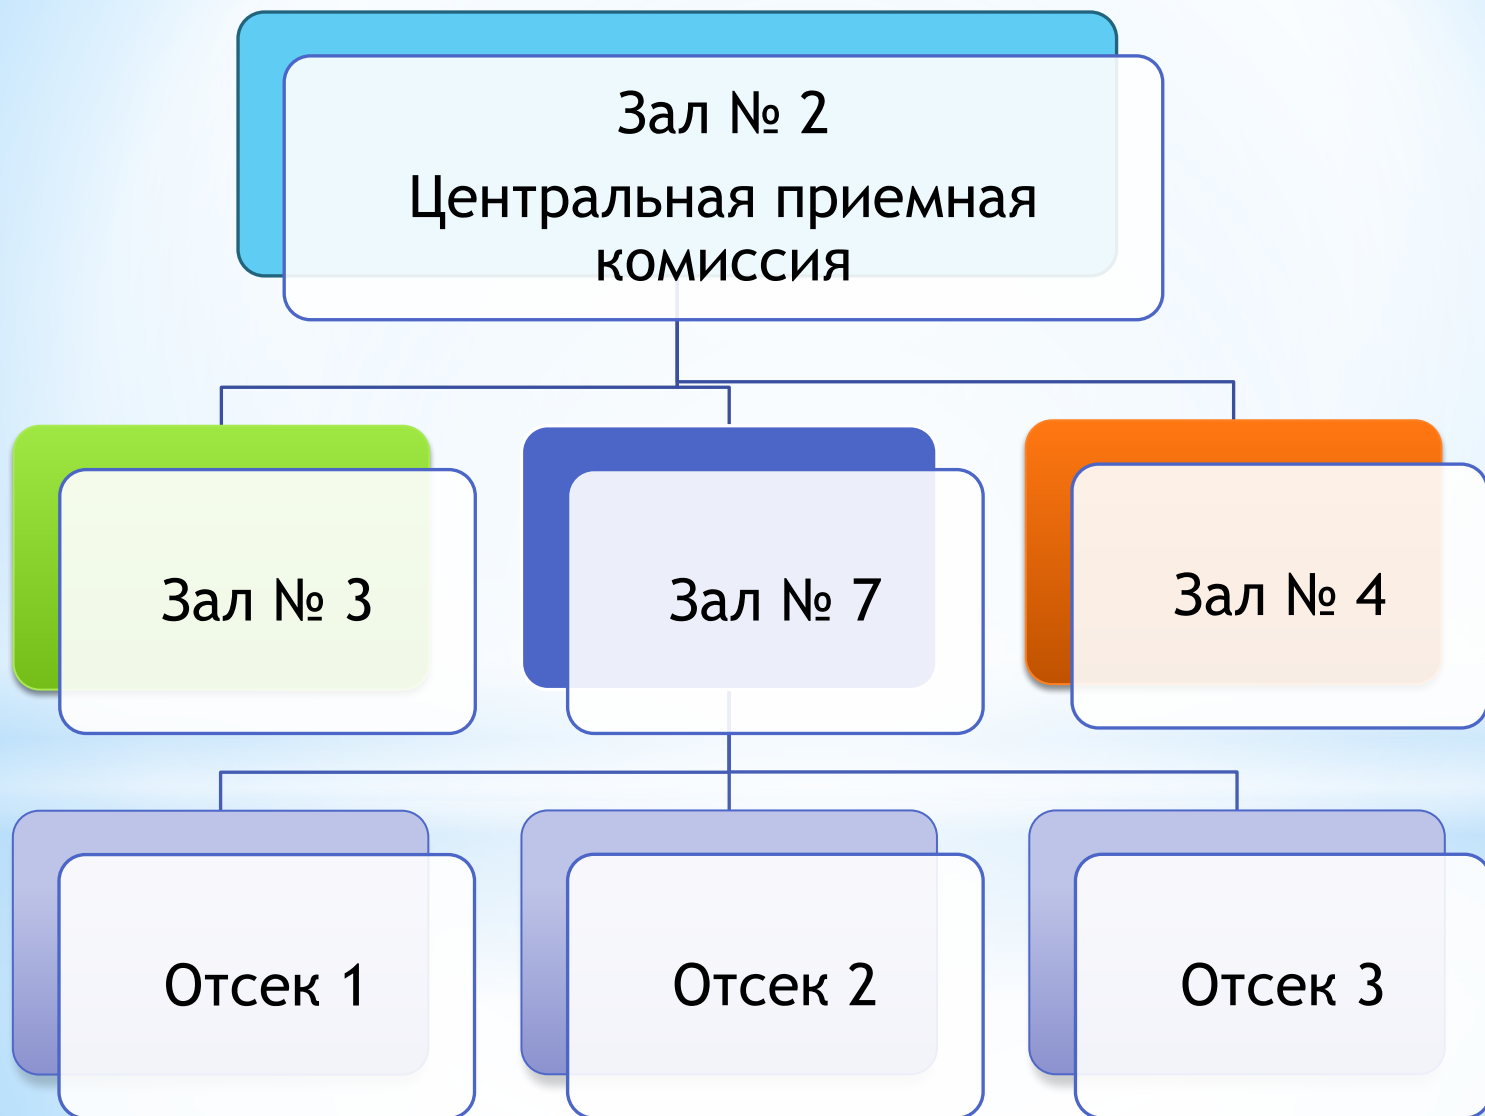 Зал № 2
Центральная приемная
комиссия
Зал № 3
Зал № 7
Зал № 4
Отсек 1
Отсек 2
Отсек 3